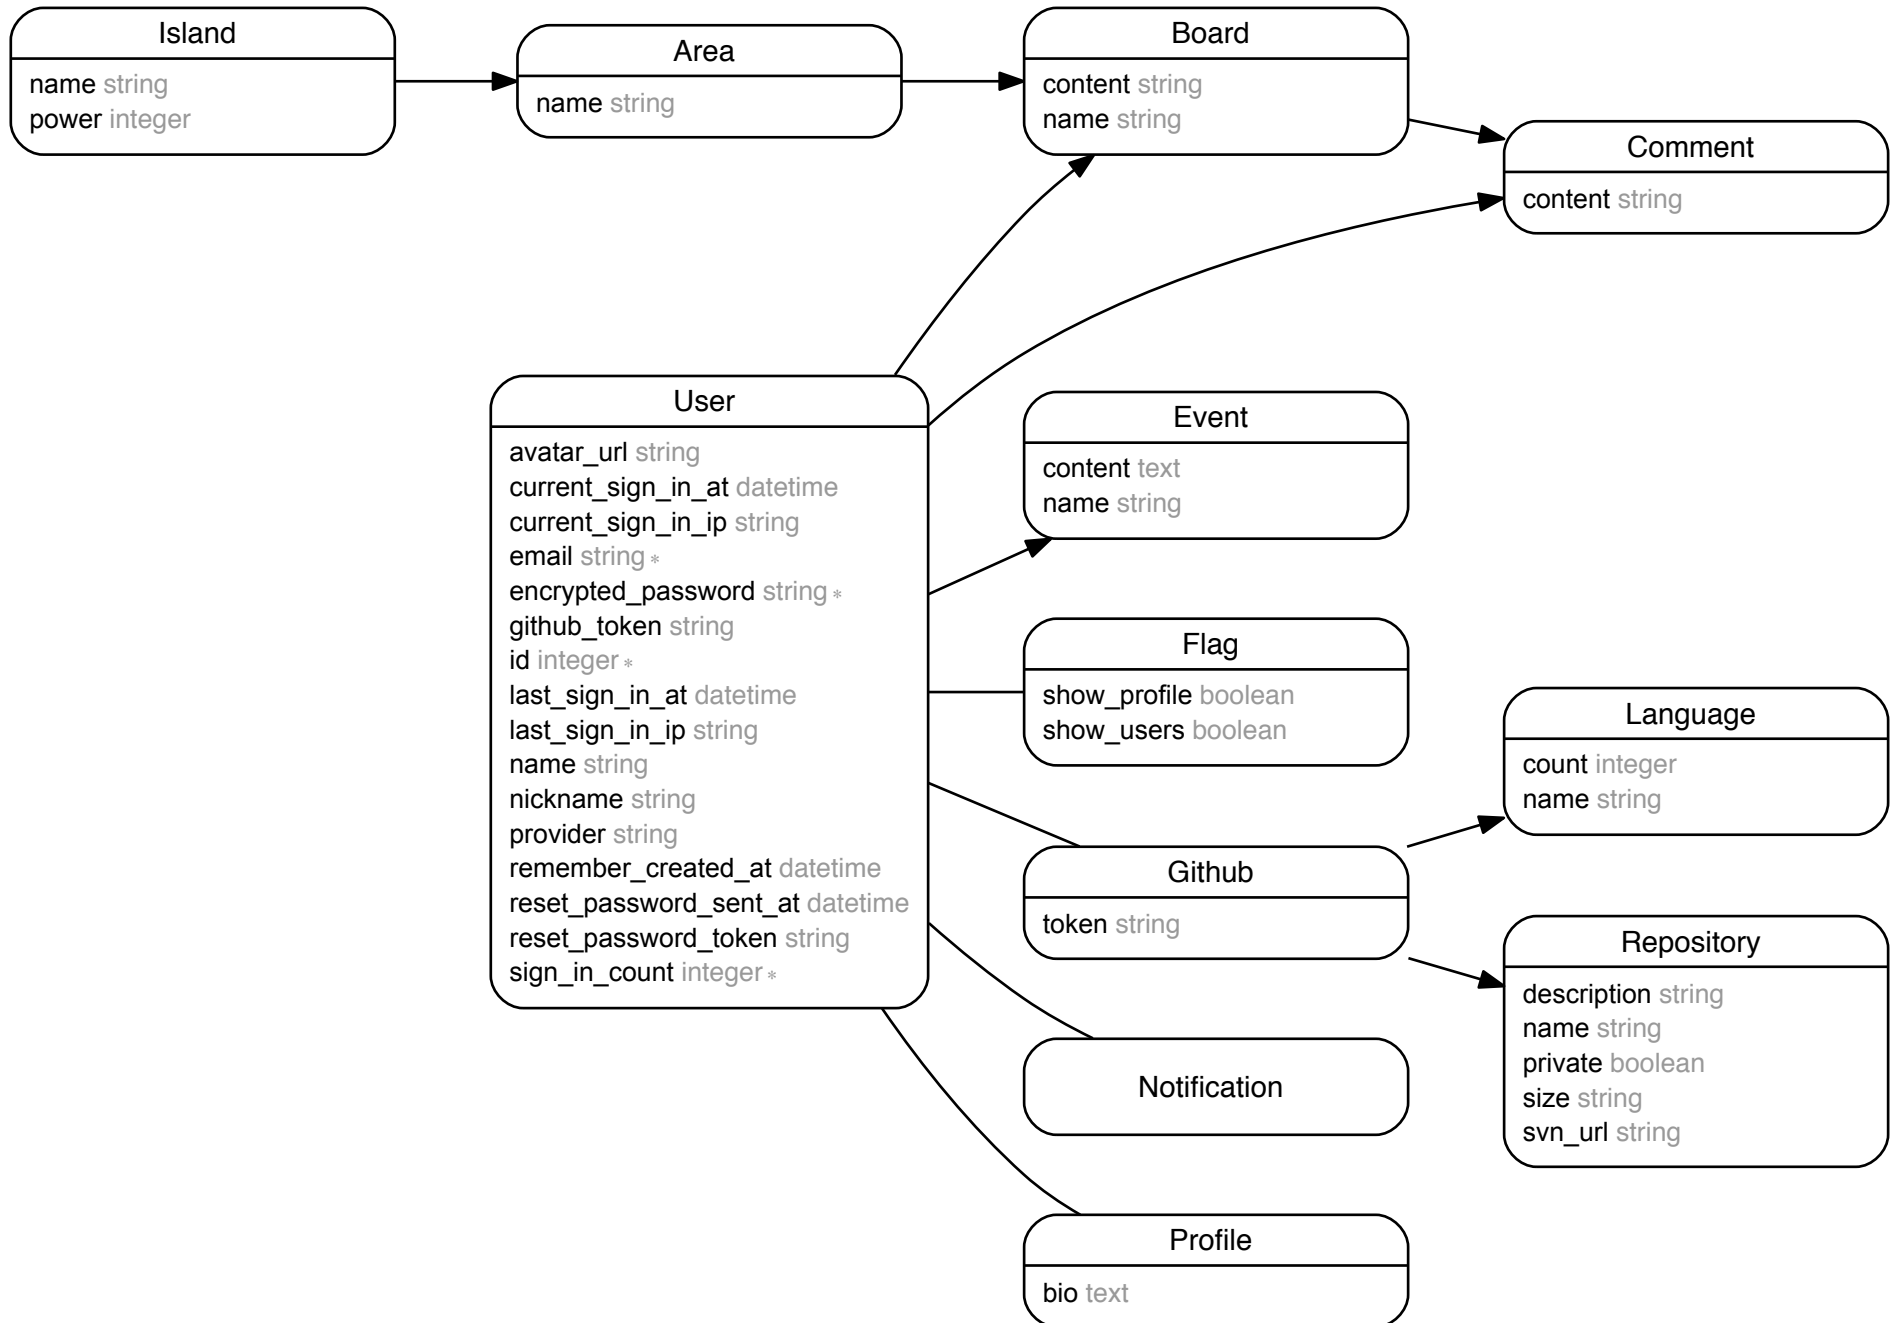 Island
name string
power integer
Area
name string
Board
content string
name string
Comment
content string
User
avatar_url string
current_sign_in_at datetime
current_sign_in_ip string
email string *
encrypted_password string *
github_token string
id integer *
last_sign_in_at datetime
last_sign_in_ip string
name string
nickname string
provider string
remember_created_at datetime
reset_password_sent_at datetime
reset_password_token string
sign_in_count integer *
Event
content text
name string
Flag
show_profile boolean
show_users boolean
Language
count integer
name string
Github
token string
Repository
description string
name string
private boolean
size string
svn_url string
Notification
Profile
bio text